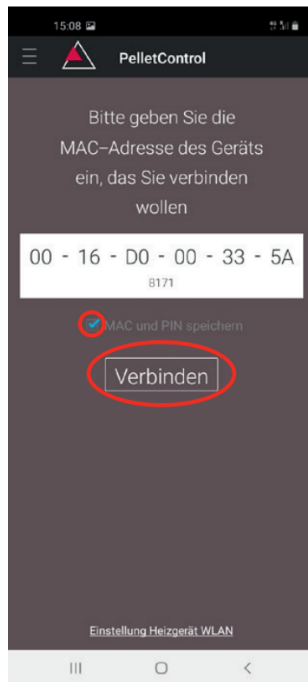 15:08
PelletControl
Bitte geben Sie die
MAC-Adresse des Geräts
ein, das Sie verbinden
wollen
00 - 16 - D0 - 00 - 33 - 5A
8171
MAC und PIN speichern
Verbinden
Einstellung Heizgerät WLAN